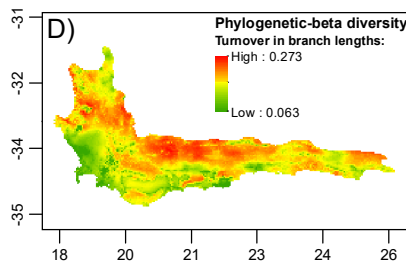 D)
Phylogenetic-beta diversity
Turnover in branch lengths:
High : 0.273
Low : 0.063
-31
-32
-34
-35
18
20
21
22
23
24
26